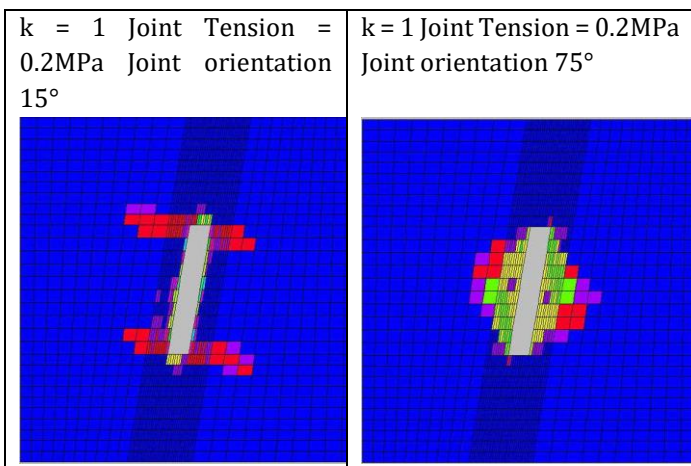 k = 1 Joint Tension =
0.2MPa Joint orientation
15°
k = 1 Joint Tension = 0.2MPa
Joint orientation 75°